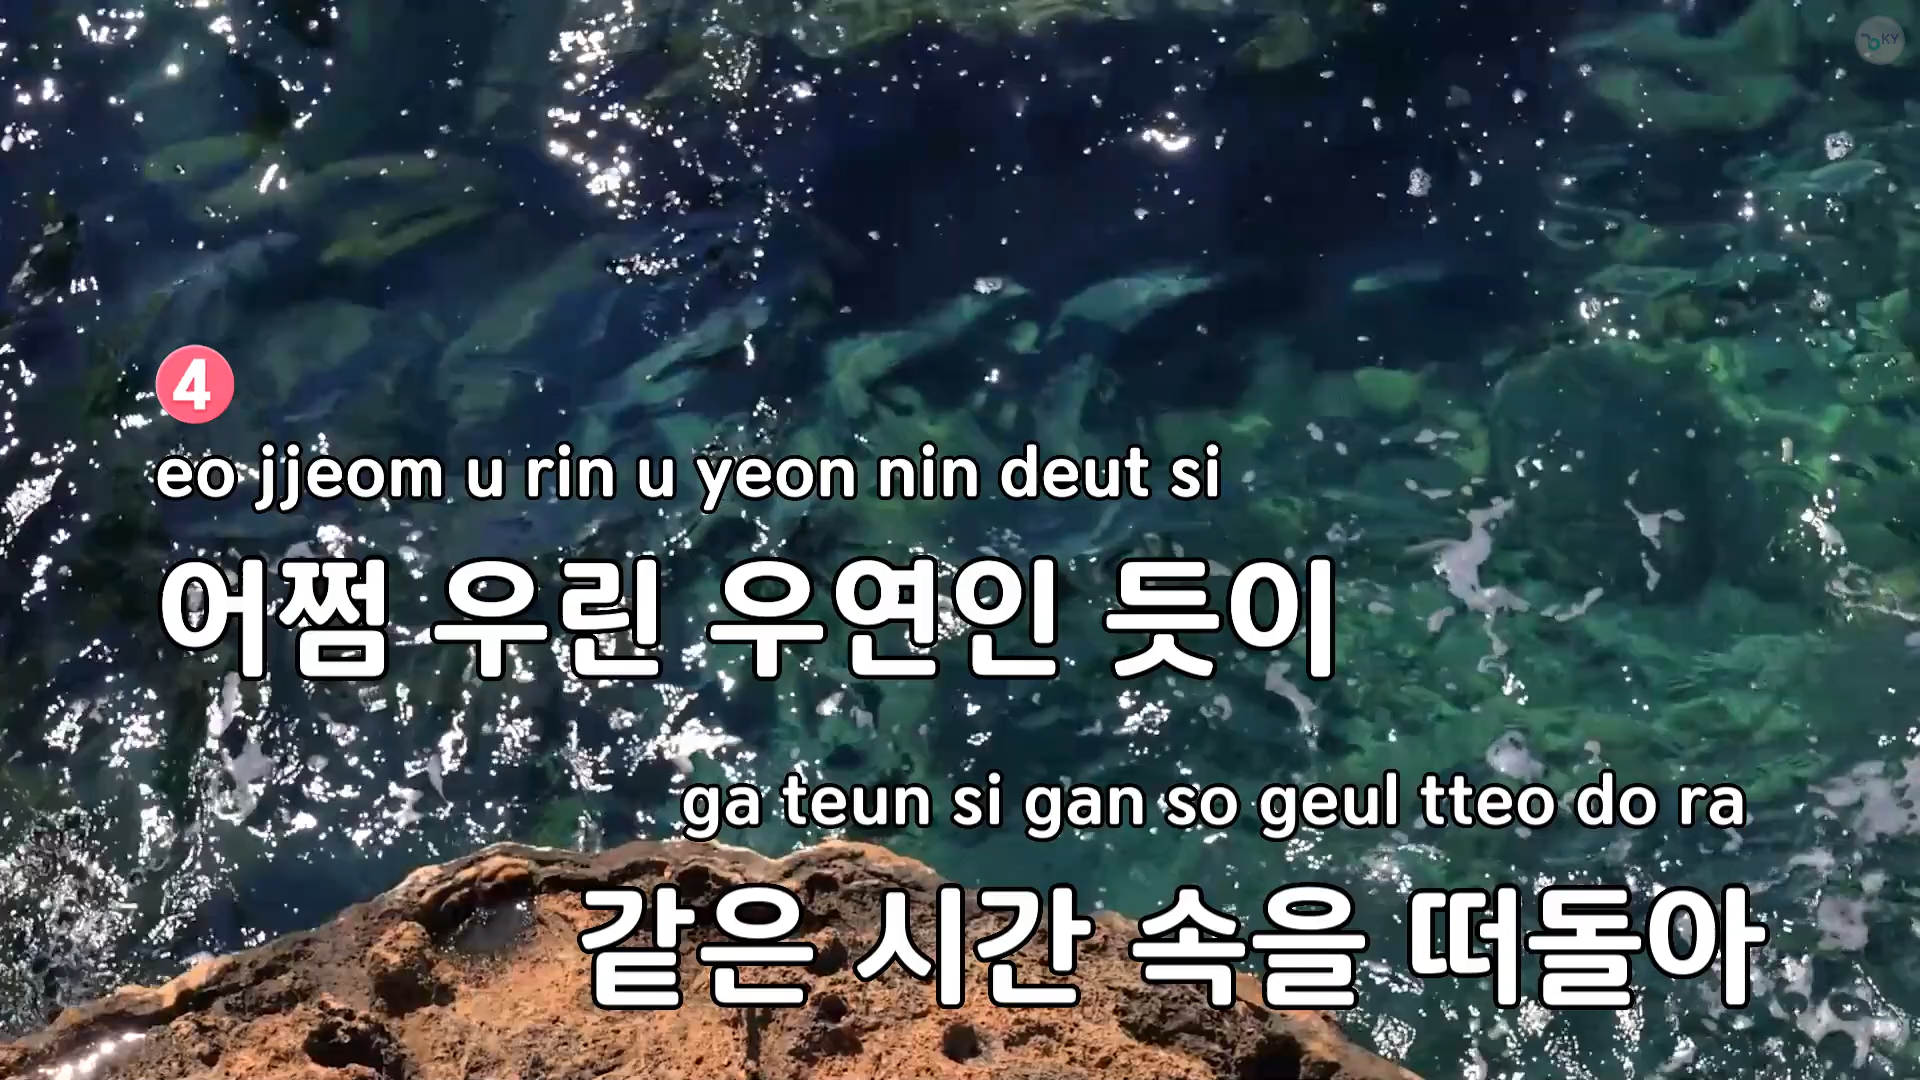 KY
4
eo jjeom u rin u yeon nin deut si
어쩜 우린 우연인 듯이
ga teun si gan so geul tteo do ra
같은 시간 속을 떠돌아